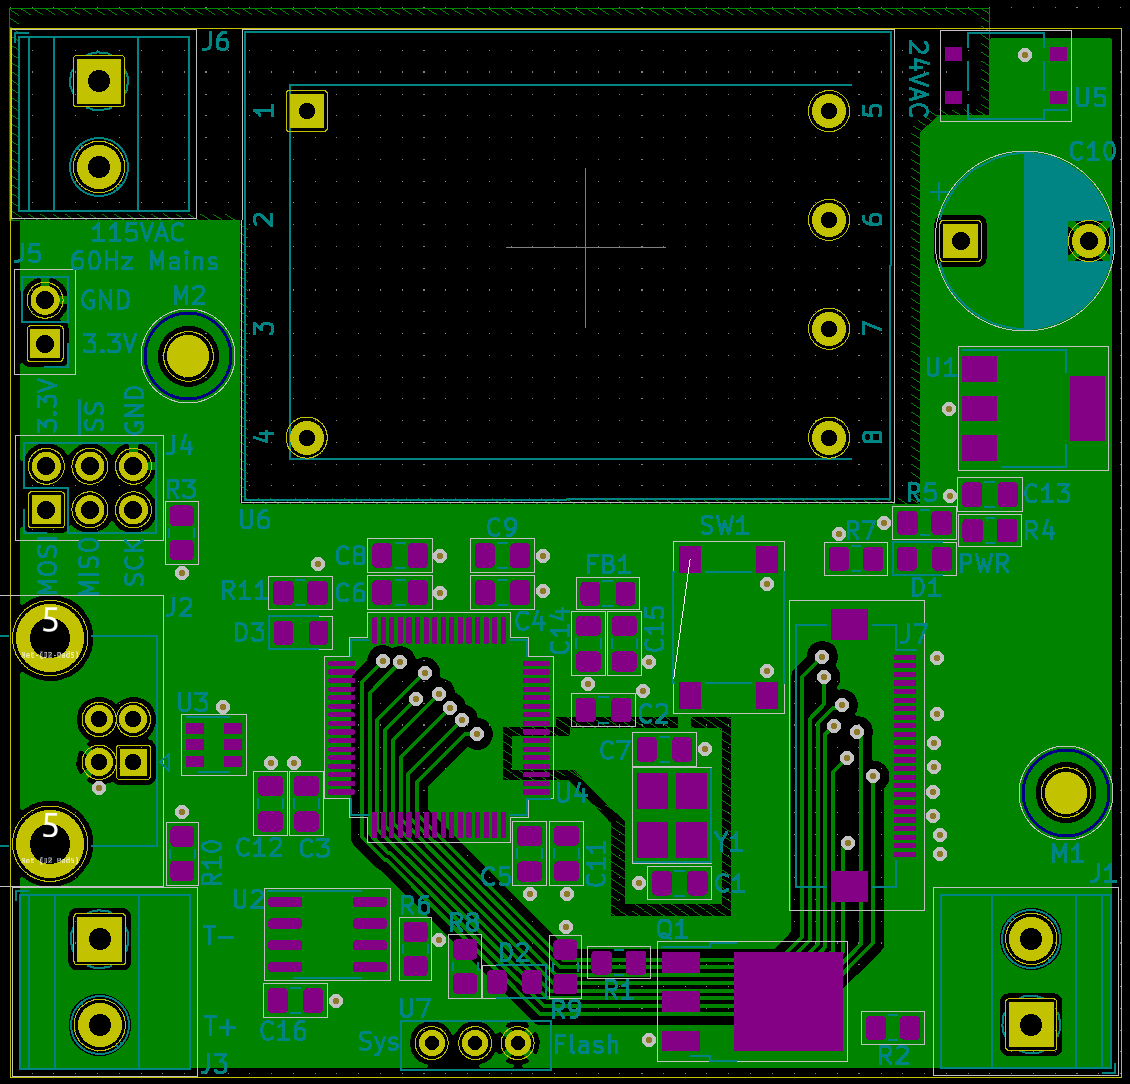 J6
24VAC
U5
1
5
C10
+
2
6
115VAC
60Hz Mains
J5
GND
M2
3.3V
3
7
U1
3.3V
SS
GND
4
8
J4
R3
U6
R5
C13
MOSI
MISO
SCK
C8
C9
SW1
R7
R4
FB1
PWR
R11
C6
D1
J2
D3
C4
C14
C15
J7
5
U3
C2
C7
U4
Y1
5
C12
C3
R10
C5
C11
C1
M1
J1
U2
R6
R8
Q1
T-
D2
R1
R9
C16
U7
T+
Sys
Flash
R2
J3